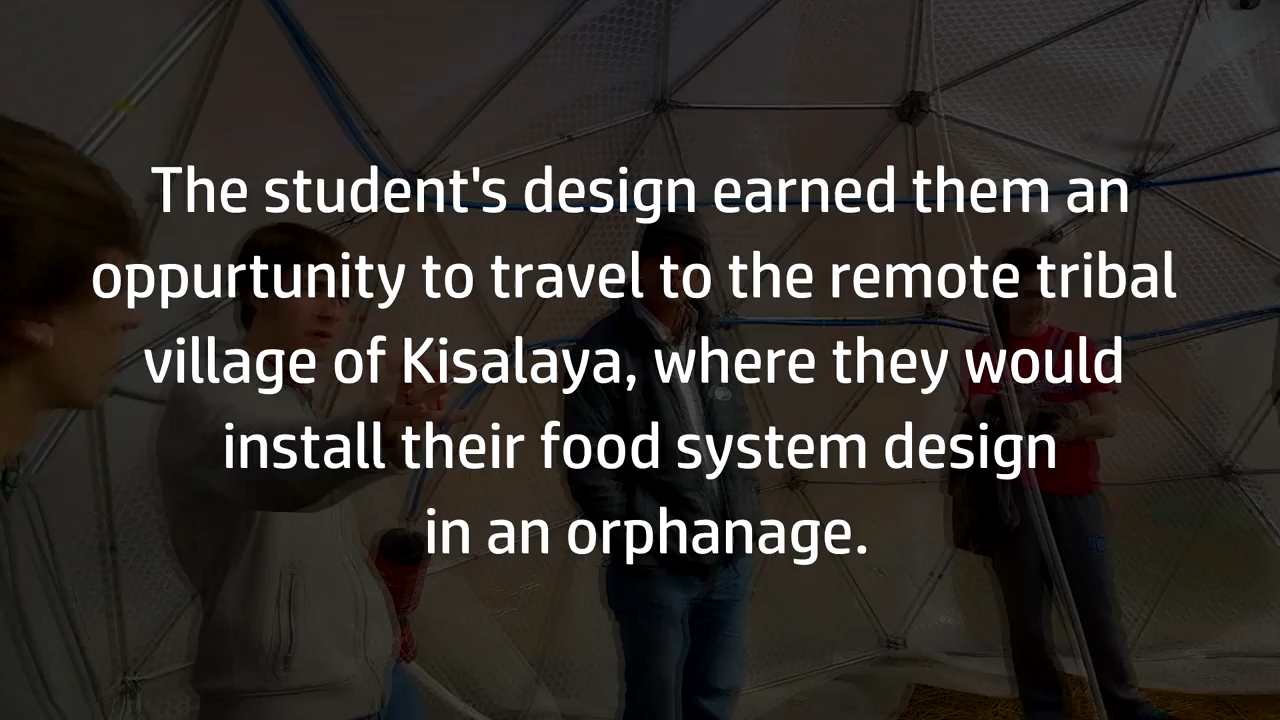 The student's design earned them an
oppurtunity to travel to the remote tribal
village of Kisalaya, where they would
install their food system design
in an orphanage.